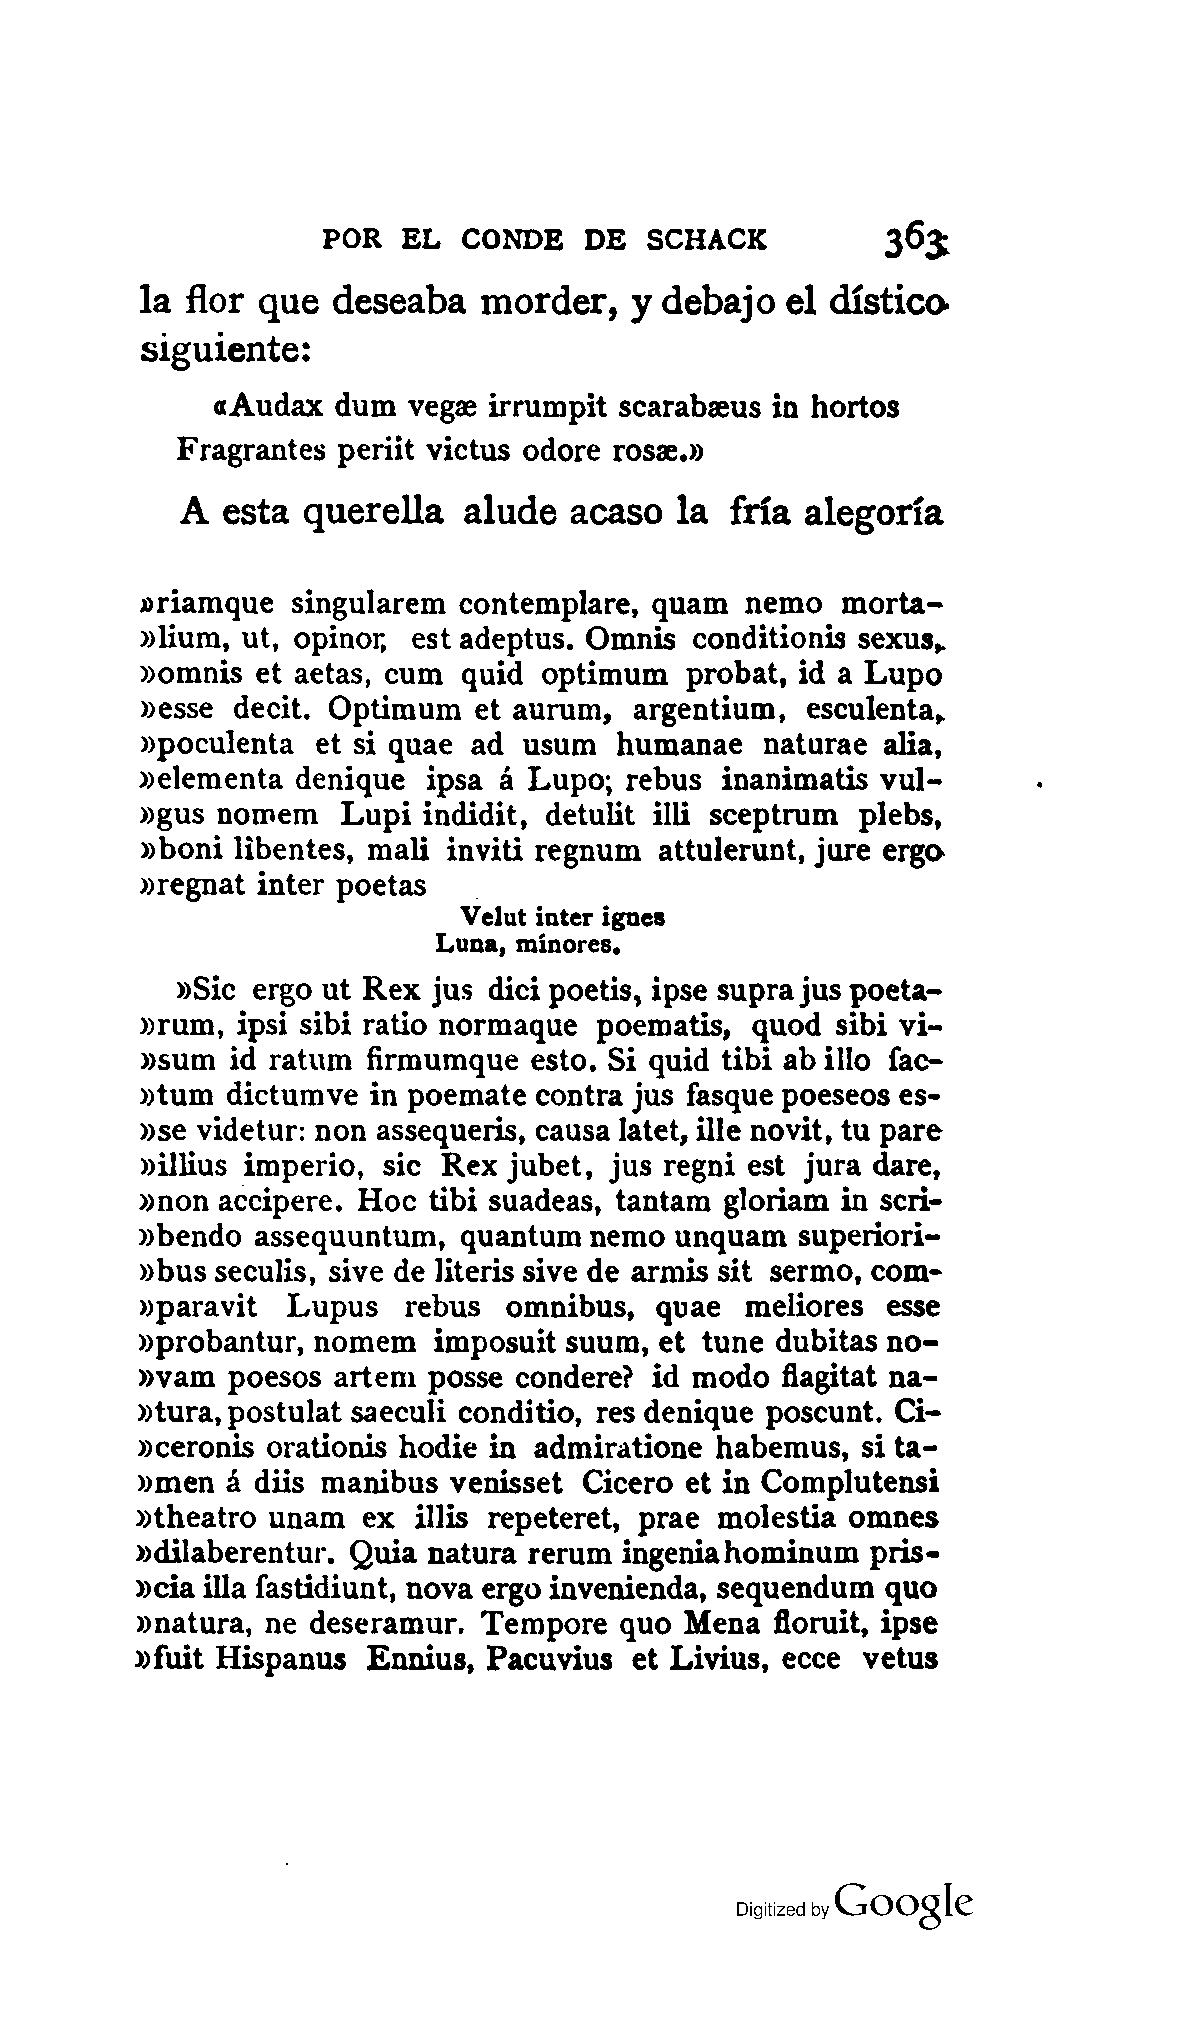 POR EL CONDE DE SCHACK 363
la flor que deseaba morder, y debajo el dístico
siguiente:
«Audax dum vegæ irrumpit scarabæus in hortos
Fragrantes periit victus odore rosæ.»
A esta querella alude acaso la fría alegoría
»riamque singularem contemplare, quam nemo morta-
»lium, ut, opinor, est adeptus. Omnis conditionis sexus,
»omnis et aetas, cum quid optimum probat, id a Lupo
»esse decit. Optimum et aurum, argentium, esculenta,
»poculenta et si quae ad usum humanae naturae alia,
»elementa denique ipsa á Lupo; rebus inanimatis vul-
»gus nomem Lupi indidit, detulit illi sceptrum plebs,
»boni libentes, mali inviti regnum attulerunt, jure ergo
»regnat inter poetas
Velut inter ignes
Luna, mínores.
»Sic ergo ut Rex jus dici poetis, ipse supra jus poeta-
»rum, ipsi sibi ratio normaque poematis, quod sibi vi-
»sum id ratum firmumque esto. Si quid tibi ab illo fac-
»tum dictumve in poemate contra jus fasque poeseos es-
»se videtur: non assequeris, causa latet, ille novit, tu pare
»illius imperio, sic Rex jubet, jus regni est jura dare,
»non accipere. Hoc tibi suadeas, tantam gloriam in scri-
»bendo assequuntum, quantum nemo unquam superiori-
»bus seculis, sive de literis sive de armis sit sermo, com-
»paravit Lupus rebus omnibus, quae meliores esse
»probantur, nomem imposuit suum, et tune dubitas no-
»vam poesos artem posse condere? id modo flagitat na-
»tura, postulat saeculi conditio, res denique poscunt. Ci-
»ceronis orationis hodie in admiratione habemus, si ta-
»men á diis manibus venisset Cicero et in Complutensi
»theatro unam ex illis repeteret, prae molestia omnes
»dilaberentur. Quia natura rerum ingenia hominum pris-
»cia illa fastidiunt, nova ergo invenienda, sequendum quo
»natura, ne deseramur. Tempore quo Mena floruit, ipse
»fuit Hispanus Ennius, Pacuvius et Livius, ecce vetus
Digitized by Google